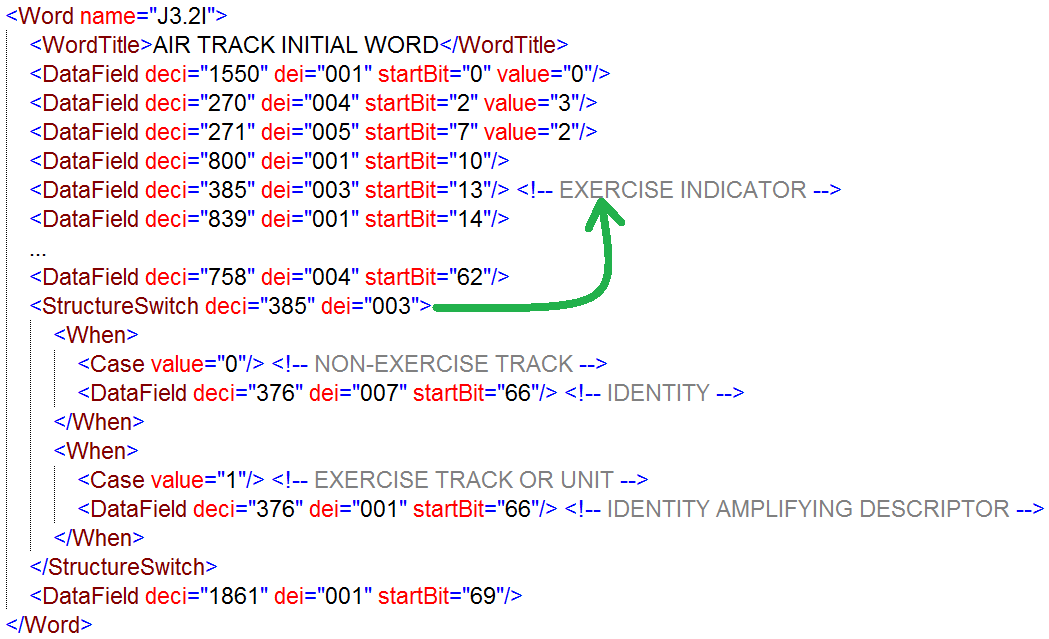 <Word name="J3.2I">
<WordTitle>AIR TRACK INITIAL WORD</WordTitle>
<DataField deci="1550" dei="001" startBit="0" value="0"/>
<DataField deci="270" dei="004" startBit="2" value="3"/>
<DataField deci="271" dei="005" startBit="7" value="2"/>
<DataField deci="800" dei="001" startBit="10"/>
<DataField deci="385" dei="003" startBit="13"/> <!-- EXERCISE INDICATOR -->
<DataField deci="839" dei="001" startBit="14"/>
...
<DataField deci="758" dei="004" startBit="62"/>
<StructureSwitch deci="385" dei="003">
<When>
<Case value="0"/> <!-- NON-EXERCISE TRACK -->
<DataField deci="376" dei="007" startBit="66"/> <!-- IDENTITY -->
</When>
<When>
<Case value="1"/> <!-- EXERCISE TRACK OR UNIT -->
<DataField deci="376" dei="001" startBit="66"/> <!-- IDENTITY AMPLIFYING DESCRIPTOR -->
</When>
</StructureSwitch>
<DataField deci="1861" dei="001" startBit="69"/>
</Word>